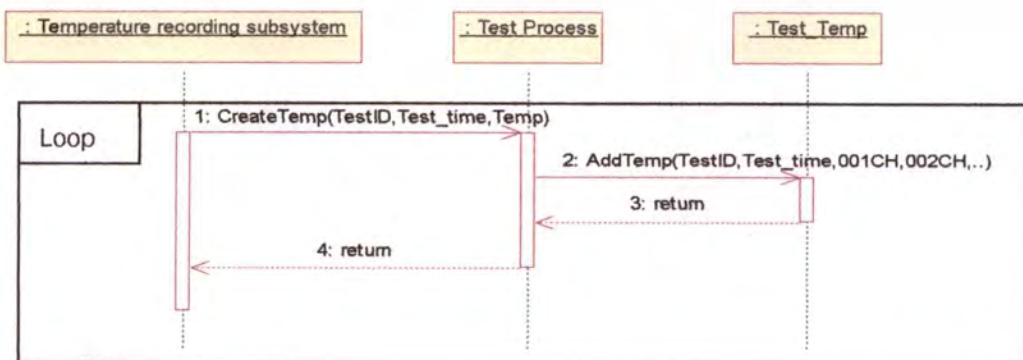 : Temperature recording subsystem
: Test Process
: Test_Temp
Loop
1: CreateTemp(TestID,Test_time,Temp)
2: AddTemp(TestID,Test_time,001CH,002CH,..)
3: return
4: return